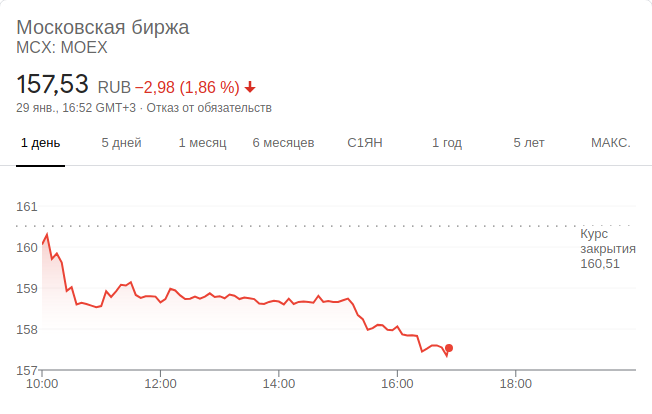 Московская биржа
MCX: MOEX
157,53 RUB −2,98 (1,86 %)
29 янв., 16:52 GMT+3 · Отказ от обязательств
1 день 5 дней 1 месяц 6 месяцев С1ЯН 1 год 5 лет МАКС.
161
Курс
закрытия
160,51
160
159
158
157
10:00 12:00 14:00 16:00 18:00